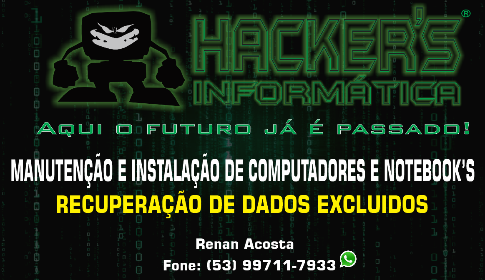 HACKER'S®
INFORMÁTICA
AQUI O FUTURO JÁ É PASSADO!
MANUTENÇÃO E INSTALAÇÃO DE COMPUTADORES E NOTEBOOK'S
RECUPERAÇÃO DE DADOS EXCLUIDOS
Renan Acosta
Fone: (53) 99711-7933